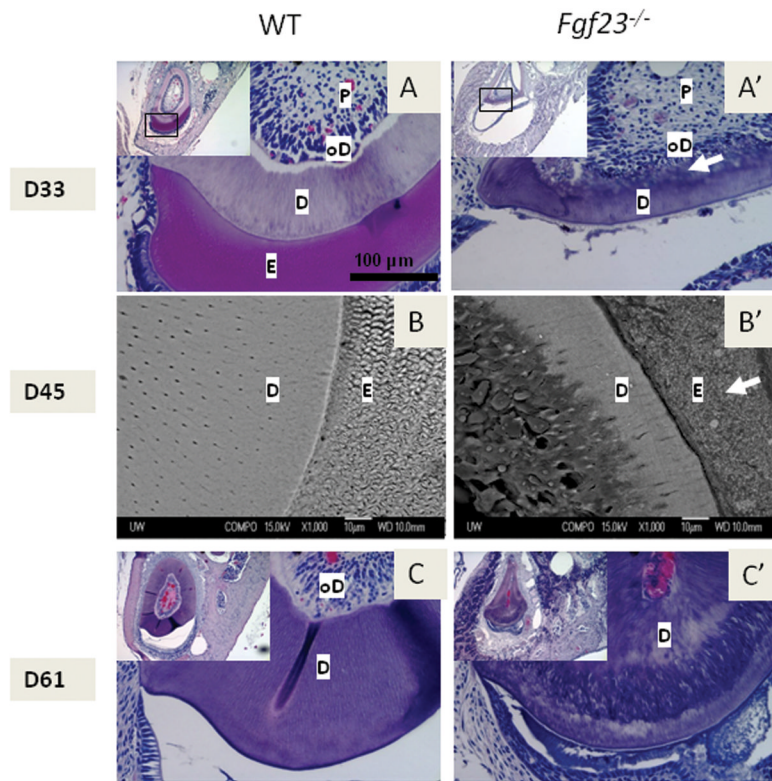 WT Fgf23-/-
D33
A
P
oD
D
E
100 µm
A'
P
oD
D
D45
B
D
E
UW COMPO 15.0kV X1,000 10µm WD 10.0mm
B'
D
E
UW COMPO 15.0kV X1,000 10µm WD 10.0mm
D61
C
oD
D
C'
D